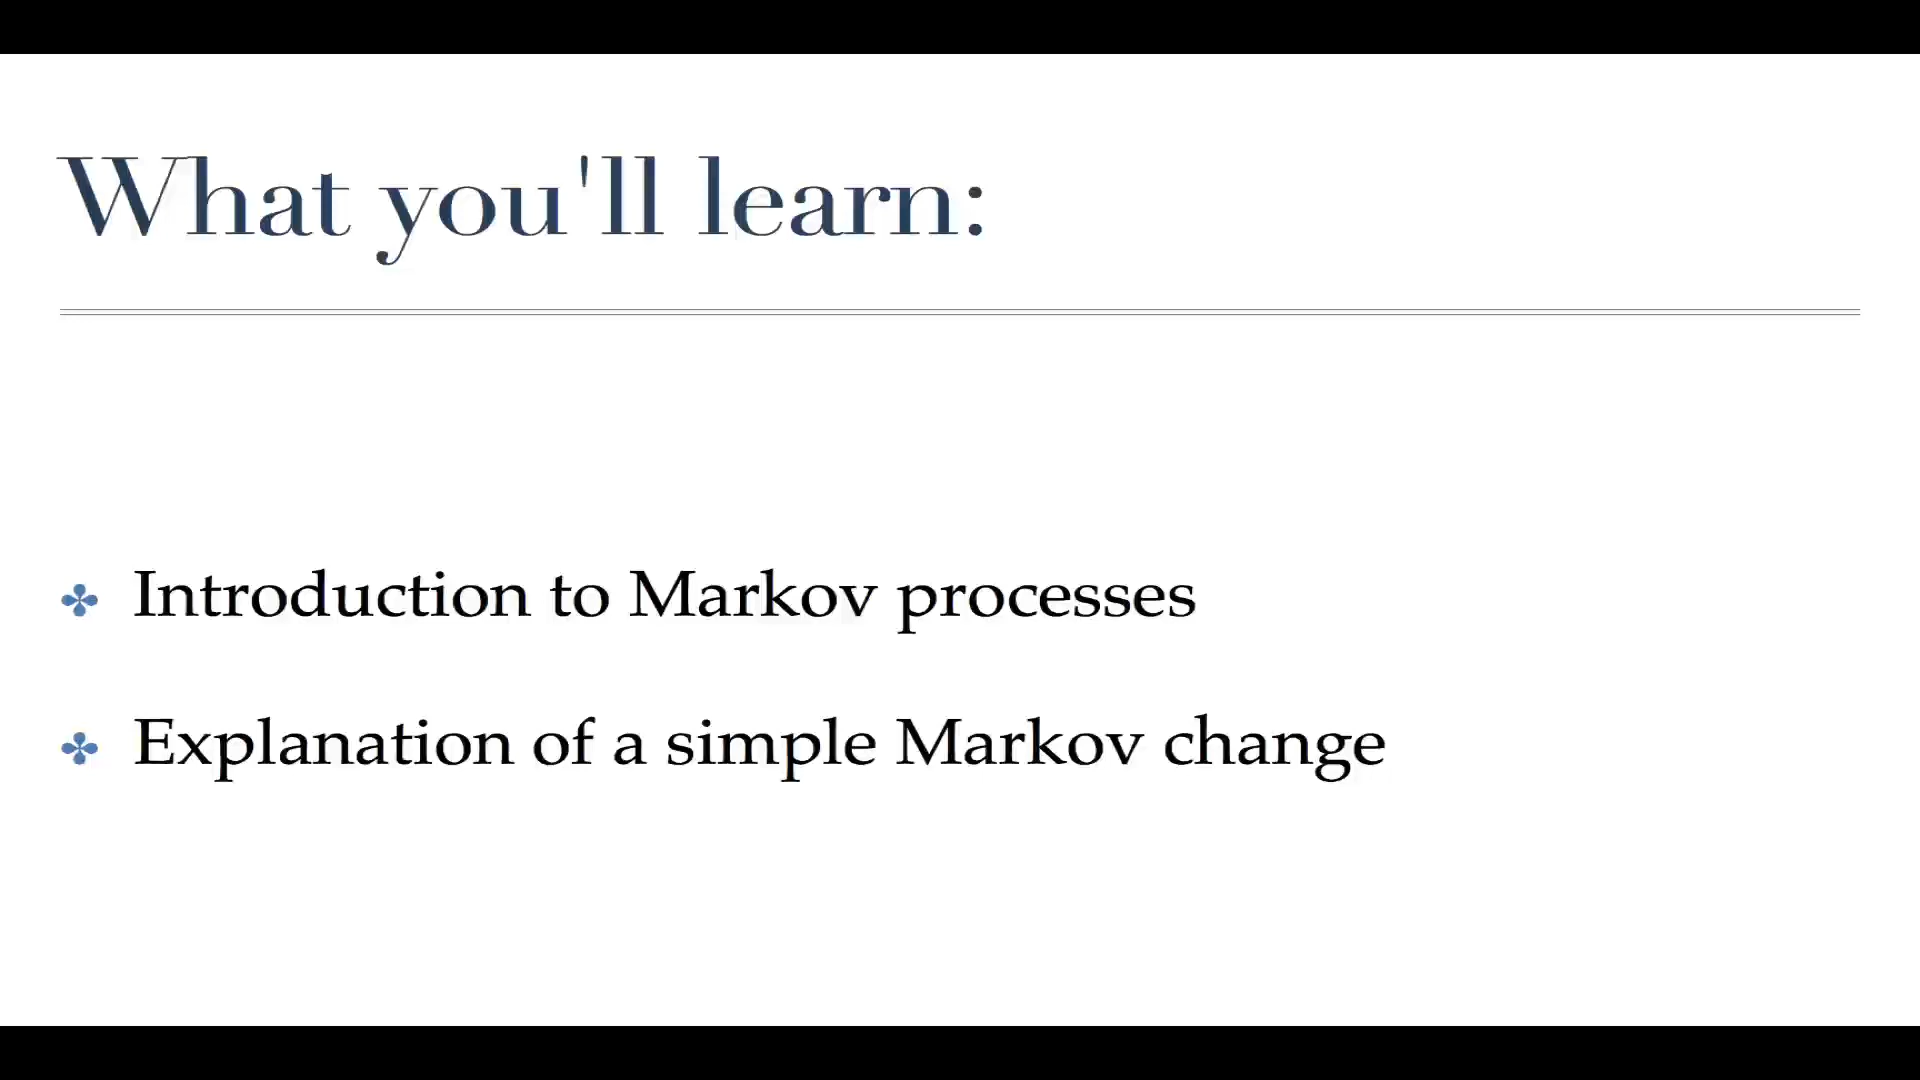 What you'll learn:
Introduction to Markov processes
Explanation of a simple Markov change